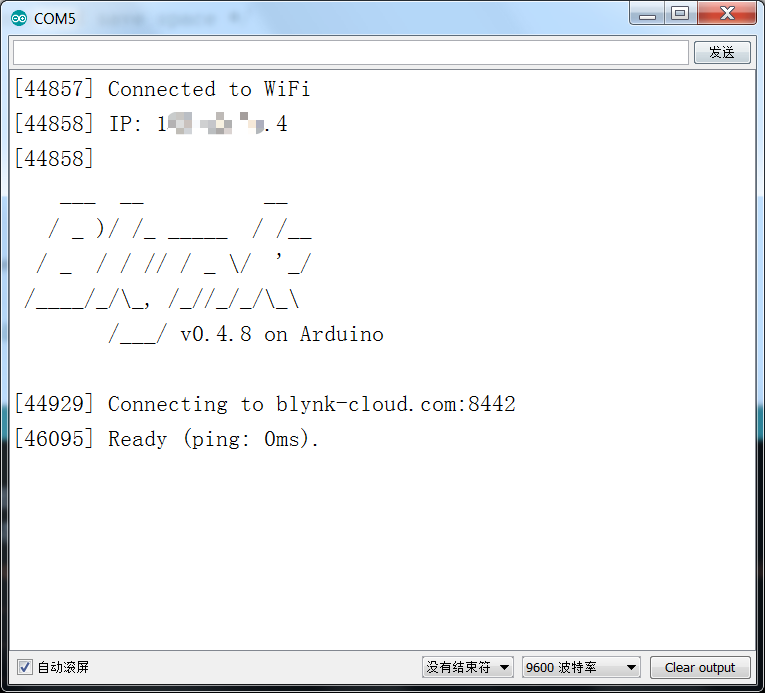 COM5
发送
[44857] Connected to WiFi
[44858] IP: 1 .4
[44858]
    ___  __          __
   / _ )/ /_ _____  / /__
  / _  / / // / _ \/  '_/
 /____/_/\_, /_//_/_/\_\
        /___/ v0.4.8 on Arduino
[44929] Connecting to blynk-cloud.com:8442
[46095] Ready (ping: 0ms).
自动滚屏
没有结束符
9600 波特率
Clear output